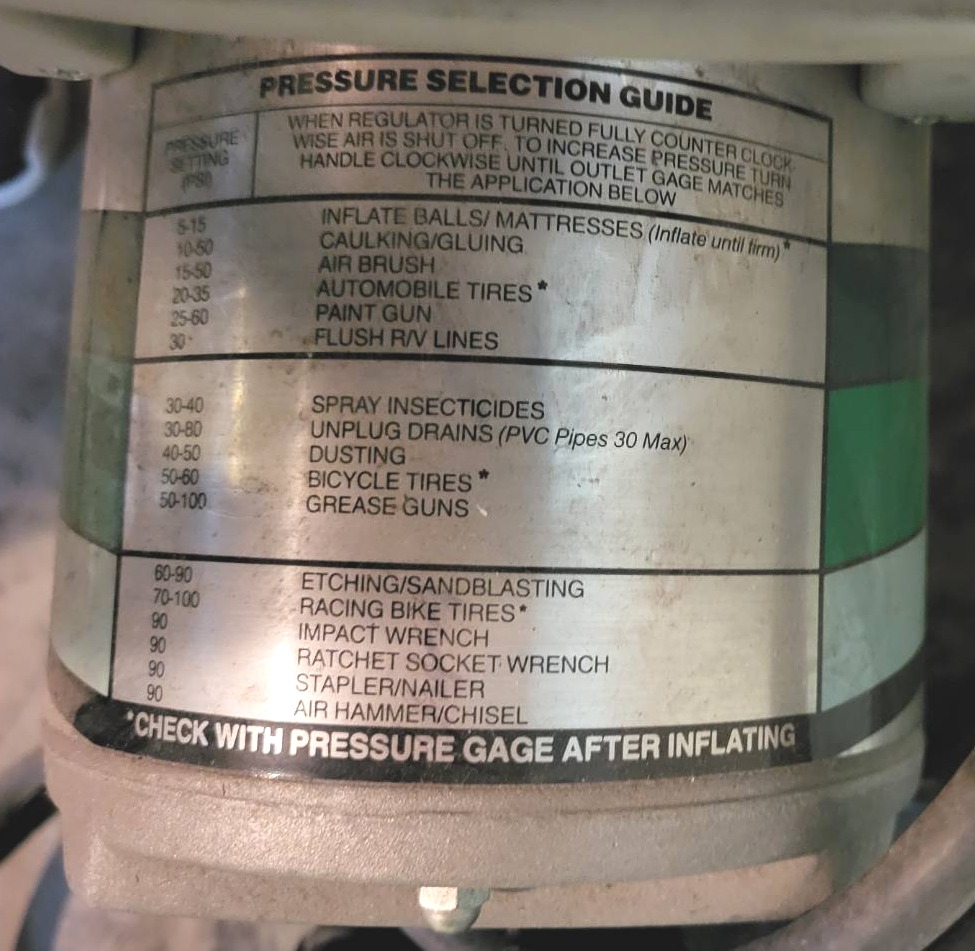 PRESSURE SELECTION GUIDE
PRESSURE
SETTING
(PSI)
WHEN REGULATOR IS TURNED FULLY COUNTER CLOCK-
WISE AIR IS SHUT OFF. TO INCREASE PRESSURE TURN
HANDLE CLOCKWISE UNTIL OUTLET GAGE MATCHES
THE APPLICATION BELOW
5-15 INFLATE BALLS/ MATTRESSES (Inflate until firm)*
10-50 CAULKING/GLUING
15-50 AIR BRUSH
20-35 AUTOMOBILE TIRES*
25-60 PAINT GUN
30 FLUSH R/V LINES
30-40 SPRAY INSECTICIDES
30-80 UNPLUG DRAINS (PVC Pipes 30 Max)
40-50 DUSTING
50-60 BICYCLE TIRES*
50-100 GREASE GUNS
60-90 ETCHING/SANDBLASTING
70-100 RACING BIKE TIRES*
90 IMPACT WRENCH
90 RATCHET SOCKET WRENCH
90 STAPLER/NAILER
90 AIR HAMMER/CHISEL
*CHECK WITH PRESSURE GAGE AFTER INFLATING